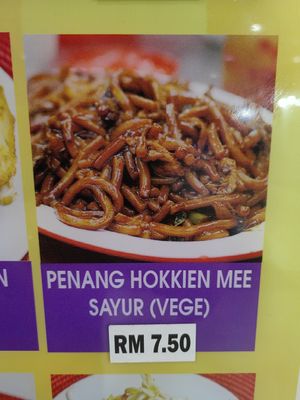 PENANG HOKKIEN MEE
SAYUR (VEGE)
RM 7.50
N